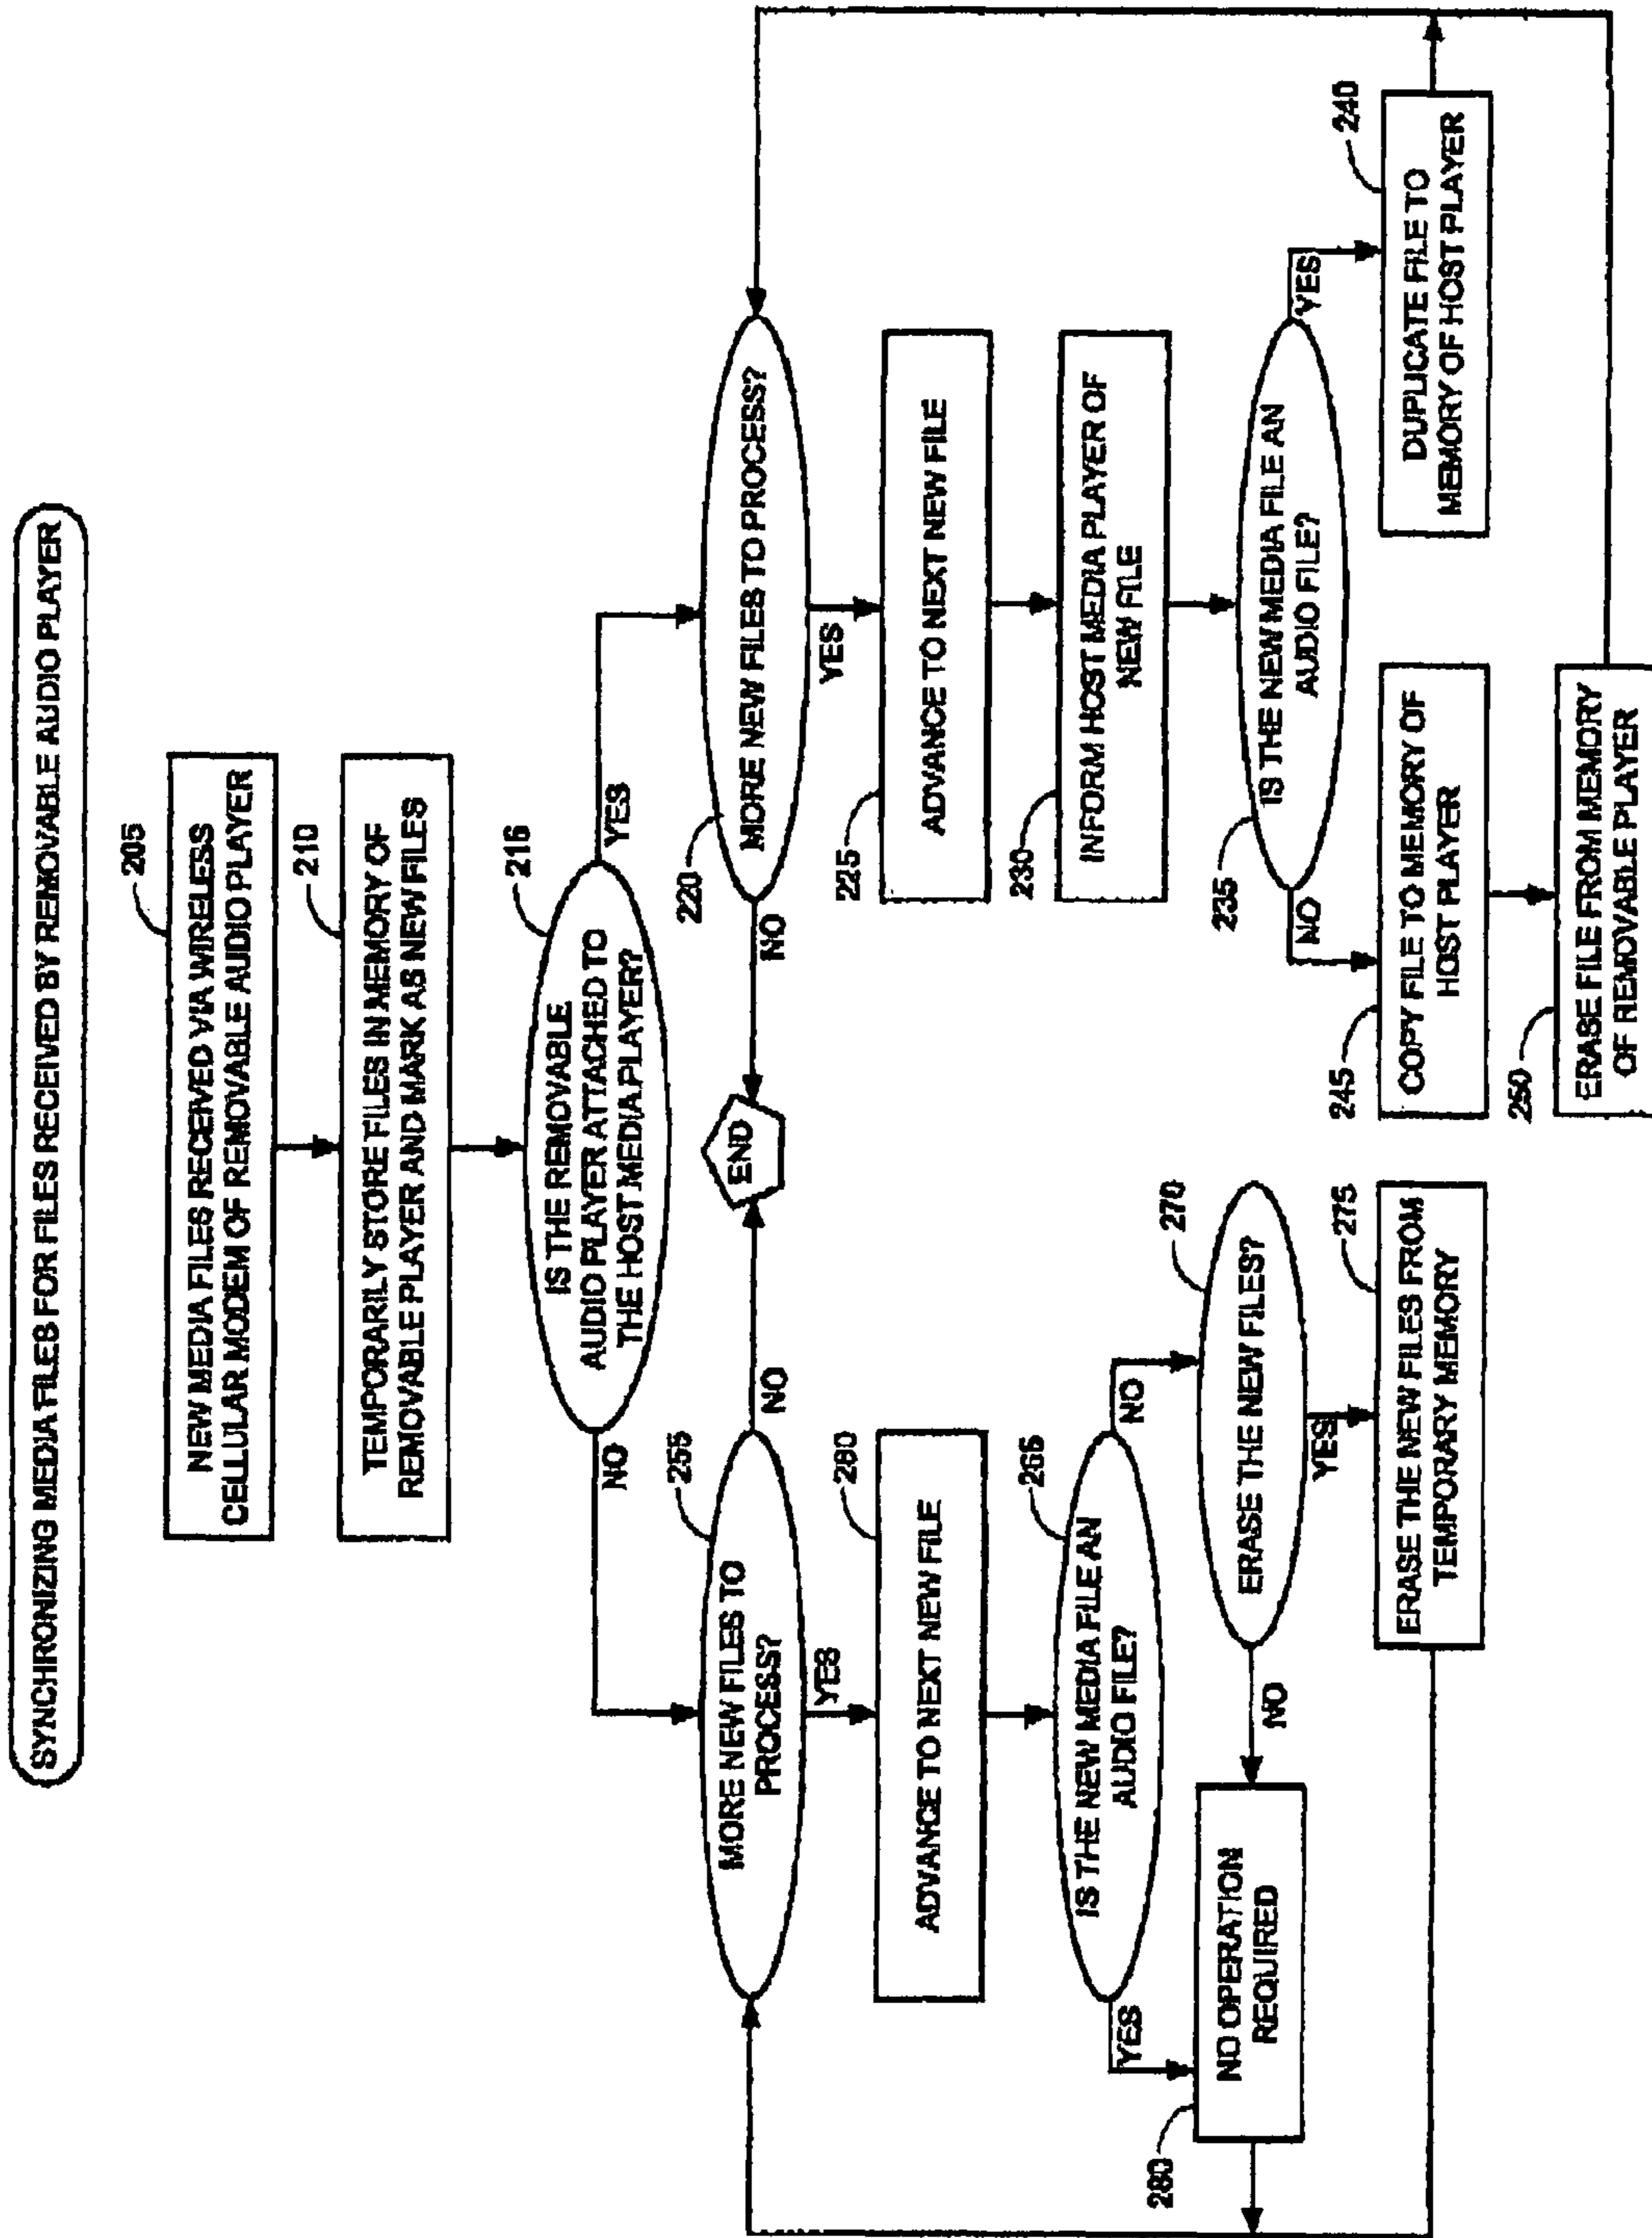 SYNCHRONIZING MEDIA FILES FOR FILES RECEIVED BY REMOVABLE AUDIO PLAYER
205
NEW MEDIA FILES RECEIVED VIA WIRELESS
CELLULAR MODEM OF REMOVABLE AUDIO PLAYER
210
TEMPORARILY STORE FILES IN MEMORY OF
REMOVABLE PLAYER AND MARK AS NEW FILES
215
IS THE REMOVABLE
AUDIO PLAYER ATTACHED TO
THE HOST MEDIA PLAYER?
NO
YES
255
MORE NEW FILES TO
PROCESS?
NO
YES
END
220
MORE NEW FILES TO PROCESS?
NO
YES
260
ADVANCE TO NEXT NEW FILE
225
ADVANCE TO NEXT NEW FILE
230
INFORM HOST MEDIA PLAYER OF
NEW FILE
265
IS THE NEW MEDIA FILE AN
AUDIO FILE?
YES
NO
235
IS THE NEW MEDIA FILE AN
AUDIO FILE?
NO
YES
280
NO OPERATION
REQUIRED
270
ERASE THE NEW FILES?
NO
YES
275
ERASE THE NEW FILES FROM
TEMPORARY MEMORY
245
COPY FILE TO MEMORY OF
HOST PLAYER
240
DUPLICATE FILE TO
MEMORY OF HOST PLAYER
250
ERASE FILE FROM MEMORY
OF REMOVABLE PLAYER